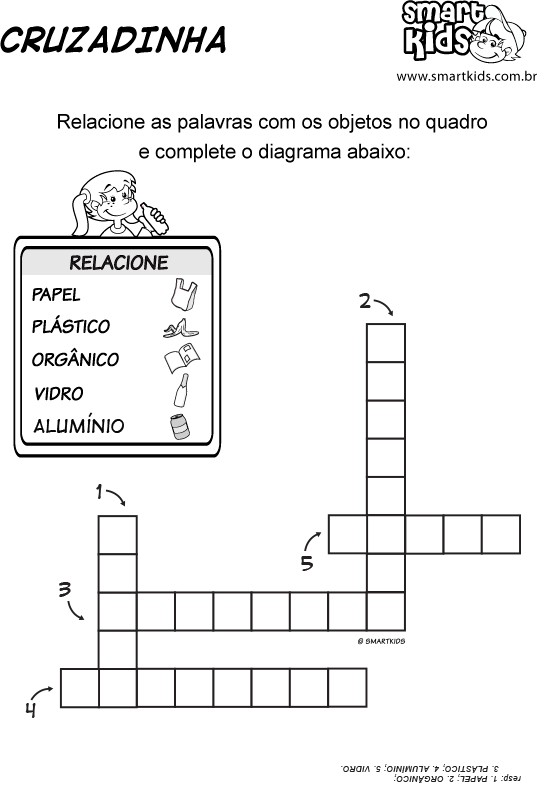 CRUZADINHA
SMART
KIDS
www.smartkids.com.br
Relacione as palavras com os objetos no quadro
e complete o diagrama abaixo:
RELACIONE
PAPEL
PLÁSTICO
ORGÂNICO
VIDRO
ALUMÍNIO
2
1
5
3
© SMARTKIDS
4
resp: 1. PAPEL; 2. ORGÂNICO;
3. PLÁSTICO; 4. ALUMÍNIO; 5. VIDRO.